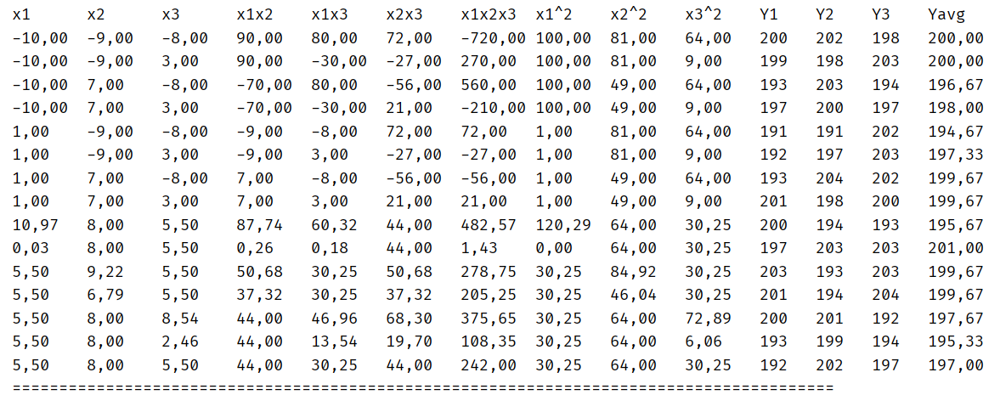 x1 x2 x3 x1x2 x1x3 x2x3 x1x2x3 x1^2 x2^2 x3^2 Y1 Y2 Y3 Yavg
-10,00 -9,00 -8,00 90,00 80,00 72,00 -720,00 100,00 81,00 64,00 200 202 198 200,00
-10,00 -9,00 3,00 90,00 -30,00 -27,00 270,00 100,00 81,00 9,00 199 198 203 200,00
-10,00 7,00 -8,00 -70,00 80,00 -56,00 560,00 100,00 49,00 64,00 193 203 194 196,67
-10,00 7,00 3,00 -70,00 -30,00 21,00 -210,00 100,00 49,00 9,00 197 200 197 198,00
1,00 -9,00 -8,00 -9,00 -8,00 72,00 72,00 1,00 81,00 64,00 191 191 202 194,67
1,00 -9,00 3,00 -9,00 3,00 -27,00 -27,00 1,00 81,00 9,00 192 197 203 197,33
1,00 7,00 -8,00 7,00 -8,00 -56,00 -56,00 1,00 49,00 64,00 193 204 202 199,67
1,00 7,00 3,00 7,00 3,00 21,00 21,00 1,00 49,00 9,00 201 198 200 199,67
10,97 8,00 5,50 87,74 60,32 44,00 482,57 120,29 64,00 30,25 200 194 193 195,67
0,03 8,00 5,50 0,26 0,18 44,00 1,43 0,00 64,00 30,25 197 203 203 201,00
5,50 9,22 5,50 50,68 30,25 50,68 278,75 30,25 84,92 30,25 203 193 203 199,67
5,50 6,79 5,50 37,32 30,25 37,32 205,25 30,25 46,04 30,25 201 194 204 199,67
5,50 8,00 8,54 44,00 46,96 68,30 375,65 30,25 64,00 72,89 200 201 192 197,67
5,50 8,00 2,46 44,00 13,54 19,70 108,35 30,25 64,00 6,06 193 199 194 195,33
5,50 8,00 5,50 44,00 30,25 44,00 242,00 30,25 64,00 30,25 192 202 197 197,00
========================================================================================